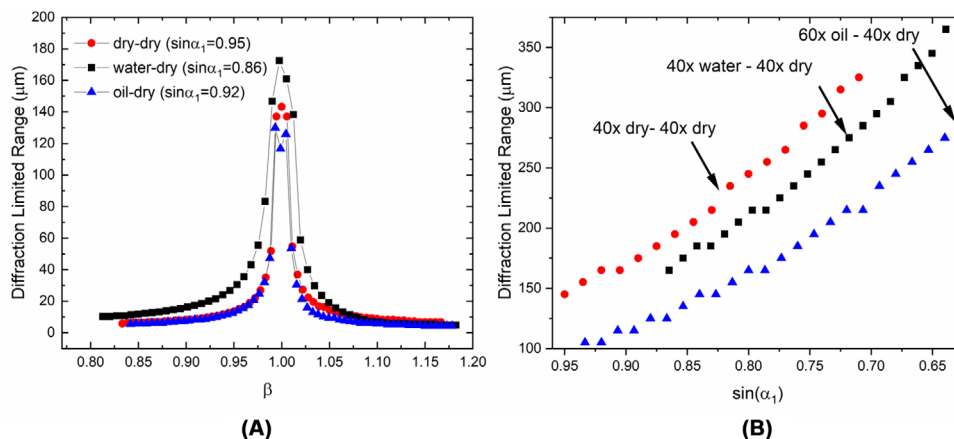 200
180
160
140
120
100
80
60
40
20
0
Diffraction Limited Range (μm)
dry-dry (sinα1=0.95)
water-dry (sinα1=0.86)
oil-dry (sinα1=0.92)
0.80 0.85 0.90 0.95 1.00 1.05 1.10 1.15 1.20
β
(A)
350
300
250
200
150
100
Diffraction Limited Range (μm)
60x oil - 40x dry
40x water - 40x dry
40x dry- 40x dry
0.95 0.90 0.85 0.80 0.75 0.70 0.65
sin(α1)
(B)